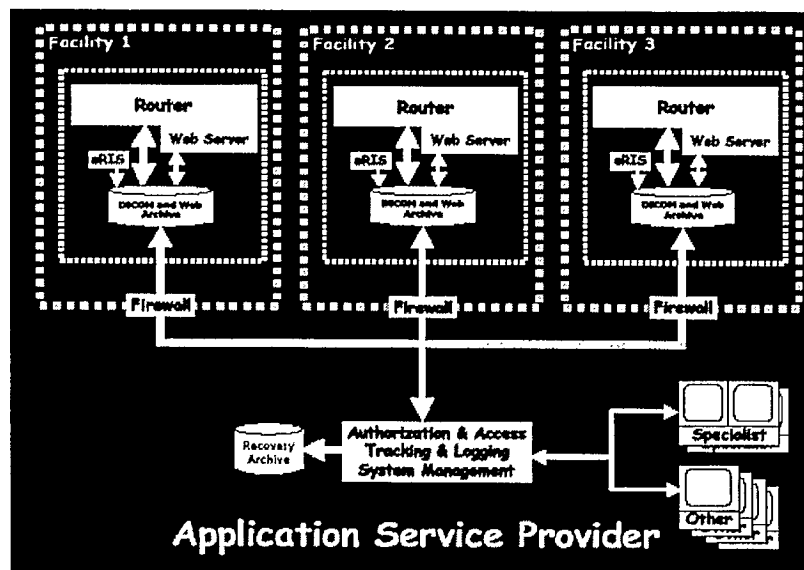 Facility 1
Router
Web Server
eRIS
DICOM and Web
Archive
Firewall
Facility 2
Router
Web Server
eRIS
DICOM and Web
Archive
Firewall
Facility 3
Router
Web Server
eRIS
DICOM and Web
Archive
Firewall
Recovery
Archive
Authorization & Access
Tracking & Logging
System Management
Specialist
Other
Application Service Provider